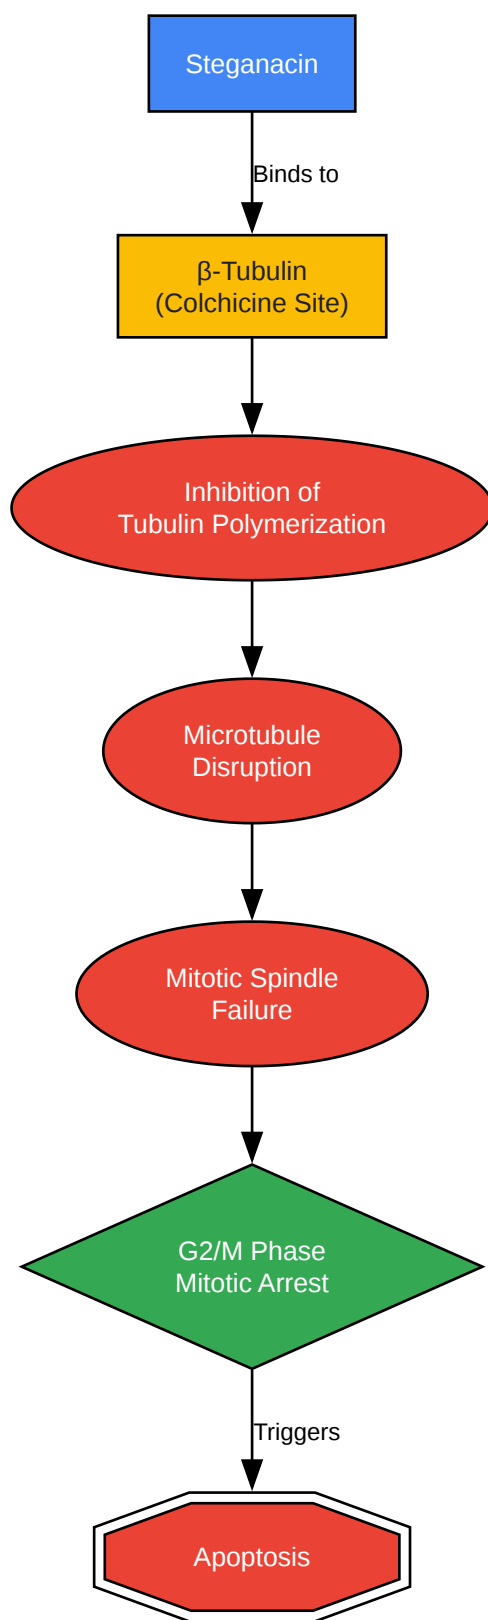 Steganacin
Binds to
β-Tubulin
(Colchicine Site)
Inhibition of
Tubulin Polymerization
Microtubule
Disruption
Mitotic Spindle
Failure
G2/M Phase
Mitotic Arrest
Triggers
Apoptosis